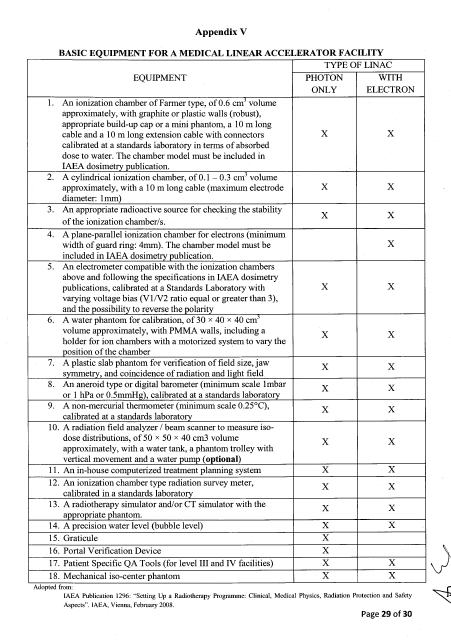 Appendix V
BASIC EQUIPMENT FOR A MEDICAL LINEAR ACCELERATOR FACILITY
EQUIPMENT
TYPE OF LINAC
PHOTON ONLY
WITH ELECTRON
1. An ionization chamber of Farmer type, of 0.6 cm³ volume
approximately, with graphite or plastic walls (robust),
appropriate build-up cap or a mini phantom, a 10 m long
cable and a 10 m long extension cable with connectors
calibrated at a standards laboratory in terms of absorbed
dose to water. The chamber model must be included in
IAEA dosimetry publication.
X X
2. A cylindrical ionization chamber, of 0.1 – 0.3 cm³ volume
approximately, with a 10 m long cable (maximum electrode
diameter: 1mm)
X X
3. An appropriate radioactive source for checking the stability
of the ionization chamber/s.
X X
4. A plane-parallel ionization chamber for electrons (minimum
width of guard ring: 4mm). The chamber model must be
included in IAEA dosimetry publication.
X
5. An electrometer compatible with the ionization chambers
above and following the specifications in IAEA dosimetry
publications, calibrated at a Standards Laboratory with
varying voltage bias (V1/V2 ratio equal or greater than 3),
and the possibility to reverse the polarity
X X
6. A water phantom for calibration, of 30 × 40 × 40 cm³
volume approximately, with PMMA walls, including a
holder for ion chambers with a motorized system to vary the
position of the chamber
X X
7. A plastic slab phantom for verification of field size, jaw
symmetry, and coincidence of radiation and light field
X X
8. An aneroid type or digital barometer (minimum scale 1mbar
or 1 hPa or 0.5mmHg), calibrated at a standards laboratory
X X
9. A non-mercurial thermometer (minimum scale 0.25°C),
calibrated at a standards laboratory
X X
10. A radiation field analyzer / beam scanner to measure iso-
dose distributions, of 50 × 50 × 40 cm3 volume
approximately, with a water tank, a phantom trolley with
vertical movement and a water pump (optional)
X X
11. An in-house computerized treatment planning system X X
12. An ionization chamber type radiation survey meter,
calibrated in a standards laboratory
X X
13. A radiotherapy simulator and/or CT simulator with the
appropriate phantom.
X X
14. A precision water level (bubble level) X X
15. Graticule X
16. Portal Verification Device X
17. Patient Specific QA Tools (for level III and IV facilities) X X
18. Mechanical iso-center phantom X X
Adopted from:
IAEA Publication 1296: "Setting Up a Radiotherapy Programme: Clinical, Medical Physics, Radiation Protection and Safety
Aspects". IAEA, Vienna, February 2008.
Page 29 of 30